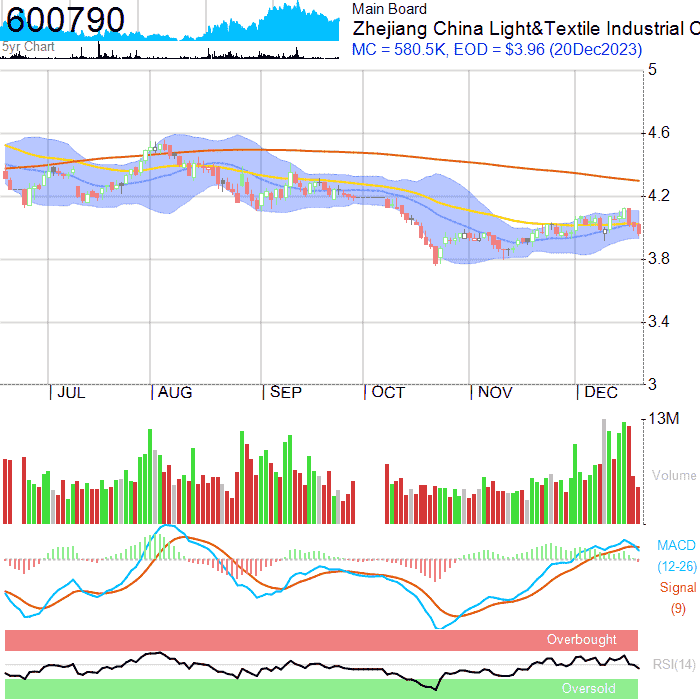 600790
5yr Chart
Main Board
Zhejiang China Light&Textile Industrial C
MC = 580.5K, EOD = $3.96 (20Dec2023)
5
4.6
4.2
3.8
3.4
3
JUL AUG SEP OCT NOV DEC
13M
Volume
MACD
(12-26)
Signal
(9)
Overbought
RSI(14)
Oversold